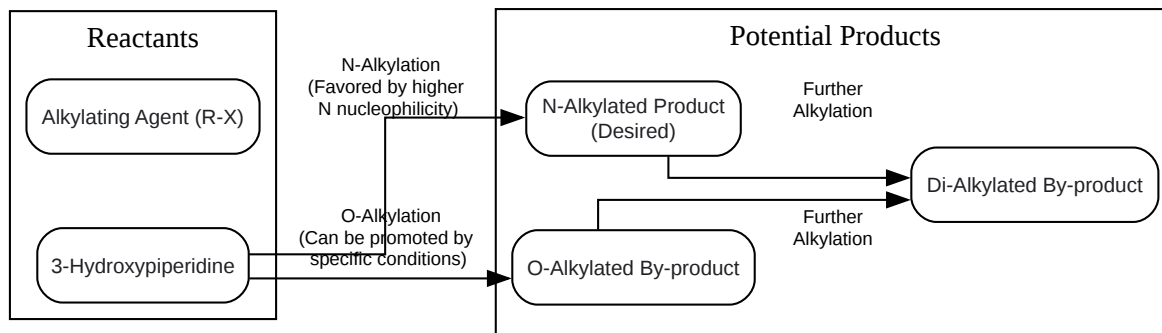 Reactants
Alkylating Agent (R-X)
3-Hydroxypiperidine
N-Alkylation
(Favored by higher
N nucleophilicity)
O-Alkylation
(Can be promoted by
specific conditions)
Potential Products
N-Alkylated Product
(Desired)
O-Alkylated By-product
Further
Alkylation
Di-Alkylated By-product
Further
Alkylation